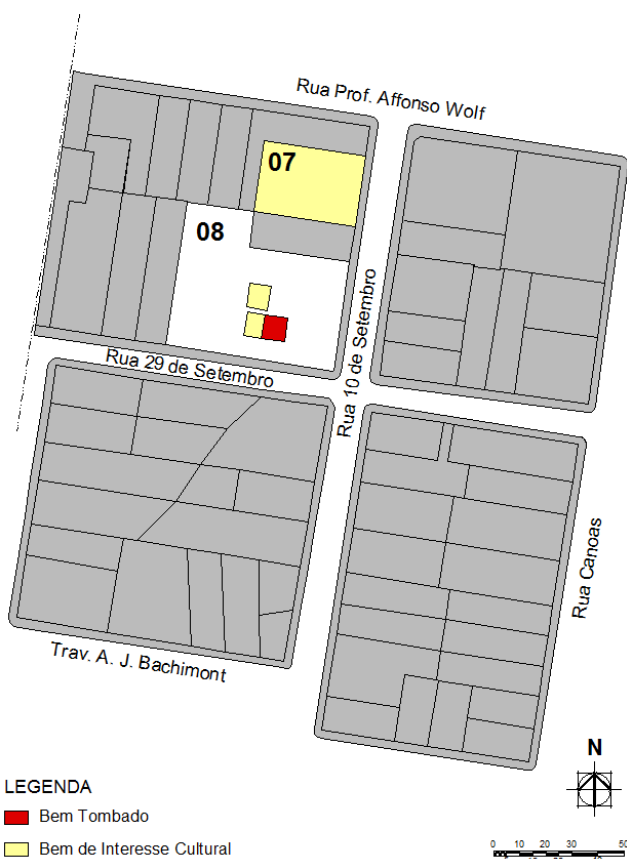 Rua Prof. Affonso Wolf
07
08
Rua 10 de Setembro
Rua 29 de Setembro
Rua Canoas
Trav. A. J. Bachimont
N
LEGENDA
Bem Tombado
Bem de Interesse Cultural
0 10 20 30 50